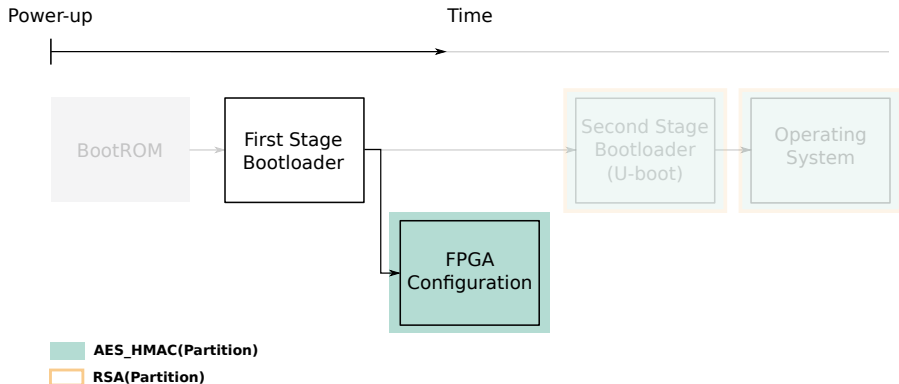 Power-up
Time
BootROM
First Stage
Bootloader
Second Stage
Bootloader
(U-boot)
Operating
System
FPGA
Configuration
AES_HMAC(Partition)
RSA(Partition)